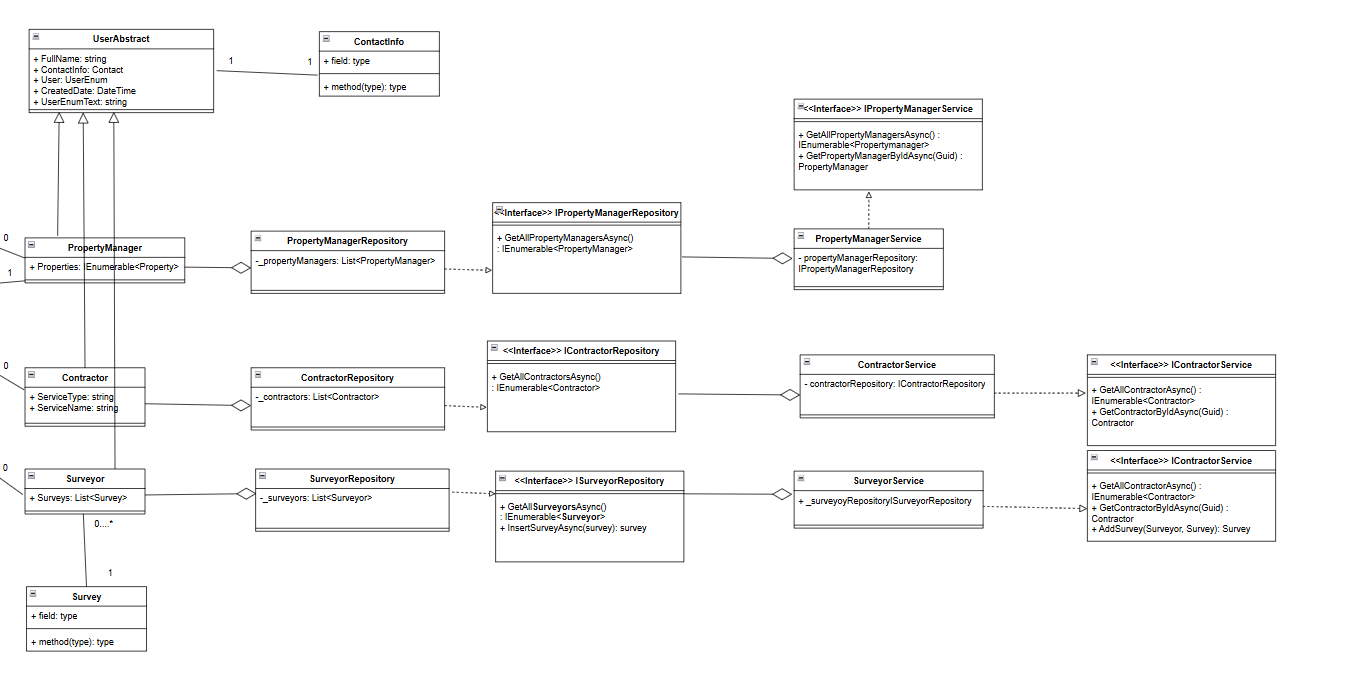 UserAbstract
+ FullName: string
+ ContactInfo: Contact
+ User: UserEnum
+ CreatedDate: DateTime
+ UserEnumText: string
1
1
ContactInfo
+ field: type
+ method(type): type
<<Interface>> IPropertyManagerService
+ GetAllPropertyManagersAsync() :
IEnumerable<Propertymanager>
+ GetPropertyManagerByIdAsync(Guid) :
PropertyManager
0
1
PropertyManager
+ Properties: IEnumerable<Property>
PropertyManagerRepository
-_propertyManagers: List<PropertyManager>
<<Interface>> IPropertyManagerRepository
+ GetAllPropertyManagersAsync()
: IEnumerable<PropertyManager>
PropertyManagerService
- propertyManagerRepository:
IPropertyManagerRepository
0
Contractor
+ ServiceType: string
+ ServiceName: string
ContractorRepository
-_contractors: List<Contractor>
<<Interface>> IContractorRepository
+ GetAllContractorsAsync()
: IEnumerable<Contractor>
ContractorService
- contractorRepository: IContractorRepository
<<Interface>> IContractorService
+ GetAllContractorAsync() :
IEnumerable<Contractor>
+ GetContractorByIdAsync(Guid) :
Contractor
0
Surveyor
+ Surveys: List<Survey>
SurveyorRepository
-_surveyors: List<Surveyor>
<<Interface>> ISurveyorRepository
+ GetAllSurveyorsAsync()
: IEnumerable<Surveyor>
+ InsertSurveyAsync(survey): survey
SurveyorService
+ _surveyoyRepositoryISurveyorRepository
<<Interface>> IContractorService
+ GetAllContractorAsync() :
IEnumerable<Contractor>
+ GetContractorByIdAsync(Guid) :
Contractor
+ AddSurvey(Surveyor, Survey): Survey
0....*
1
Survey
+ field: type
+ method(type): type